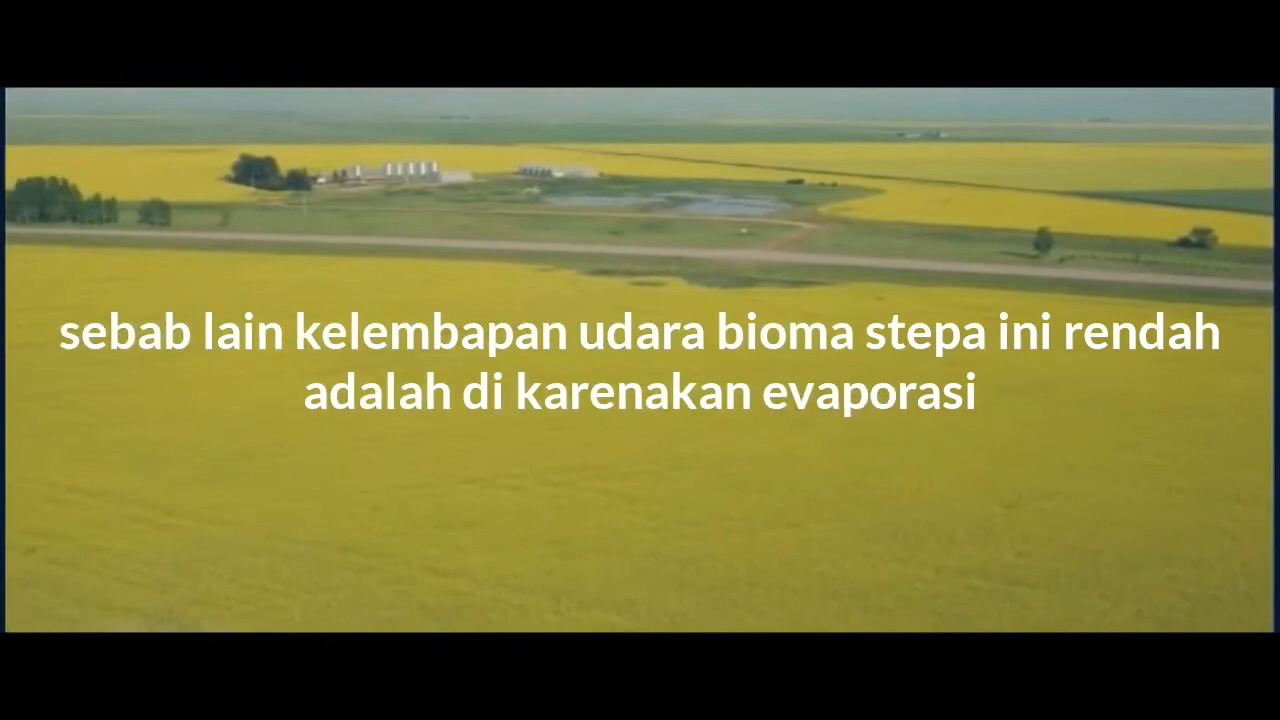 sebab lain kelembapan udara bioma stepa ini rendah
adalah di karenakan evaporasi